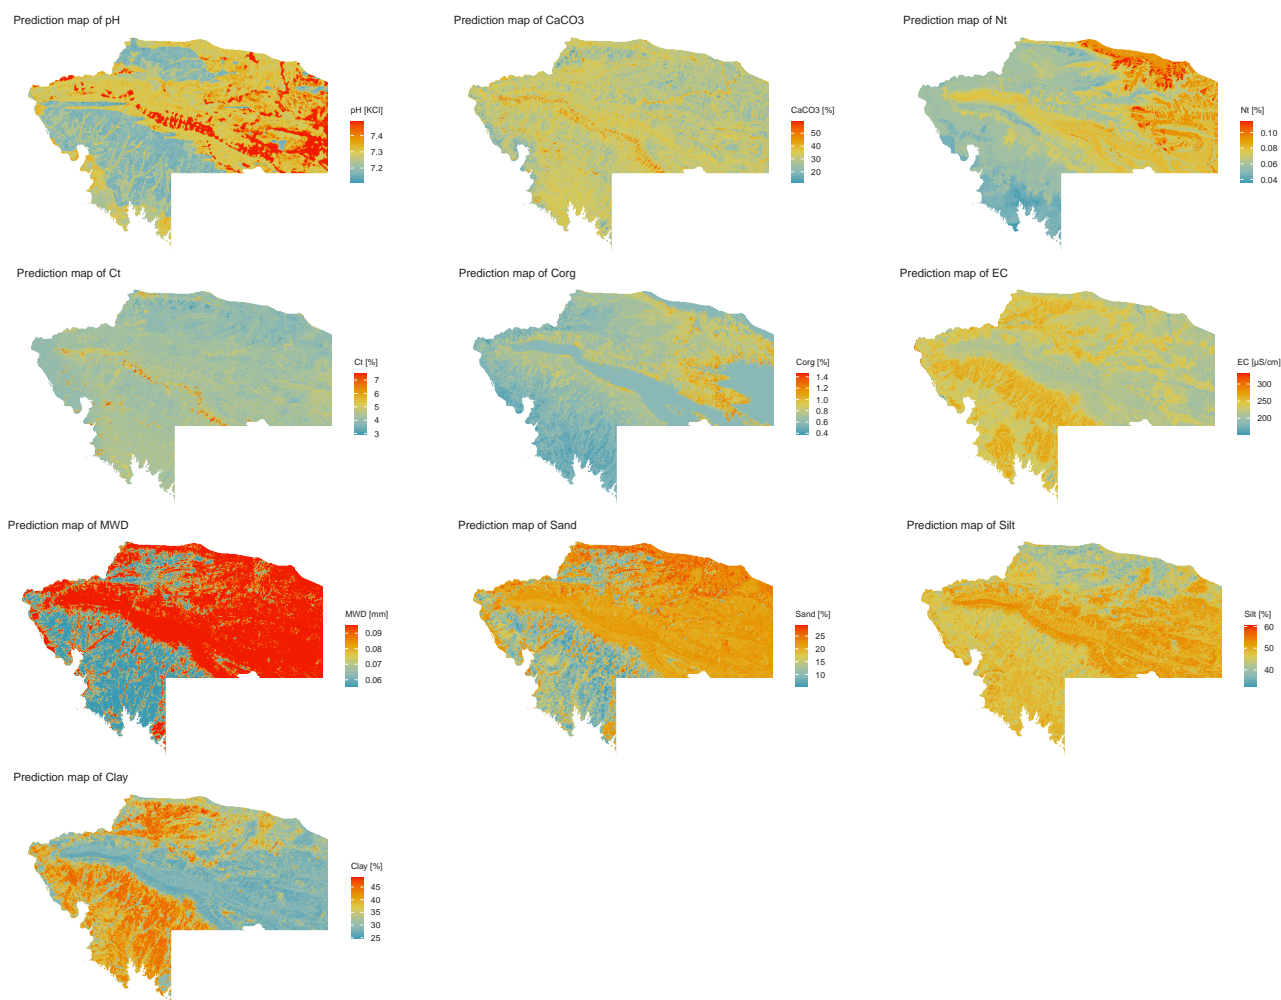 Prediction map of pH
pH [KCl]
7.4
7.3
7.2
Prediction map of CaCO3
CaCO3 [%]
50
40
30
20
Prediction map of Nt
Nt [%]
0.10
0.08
0.06
0.04
Prediction map of Ct
Ct [%]
7
6
5
4
3
Prediction map of Corg
Corg [%]
1.4
1.2
1.0
0.8
0.6
0.4
Prediction map of EC
EC [µS/cm]
300
250
200
Prediction map of MWD
MWD [mm]
0.09
0.08
0.07
0.06
Prediction map of Sand
Sand [%]
25
20
15
10
Prediction map of Silt
Silt [%]
60
50
40
Prediction map of Clay
Clay [%]
45
40
35
30
25